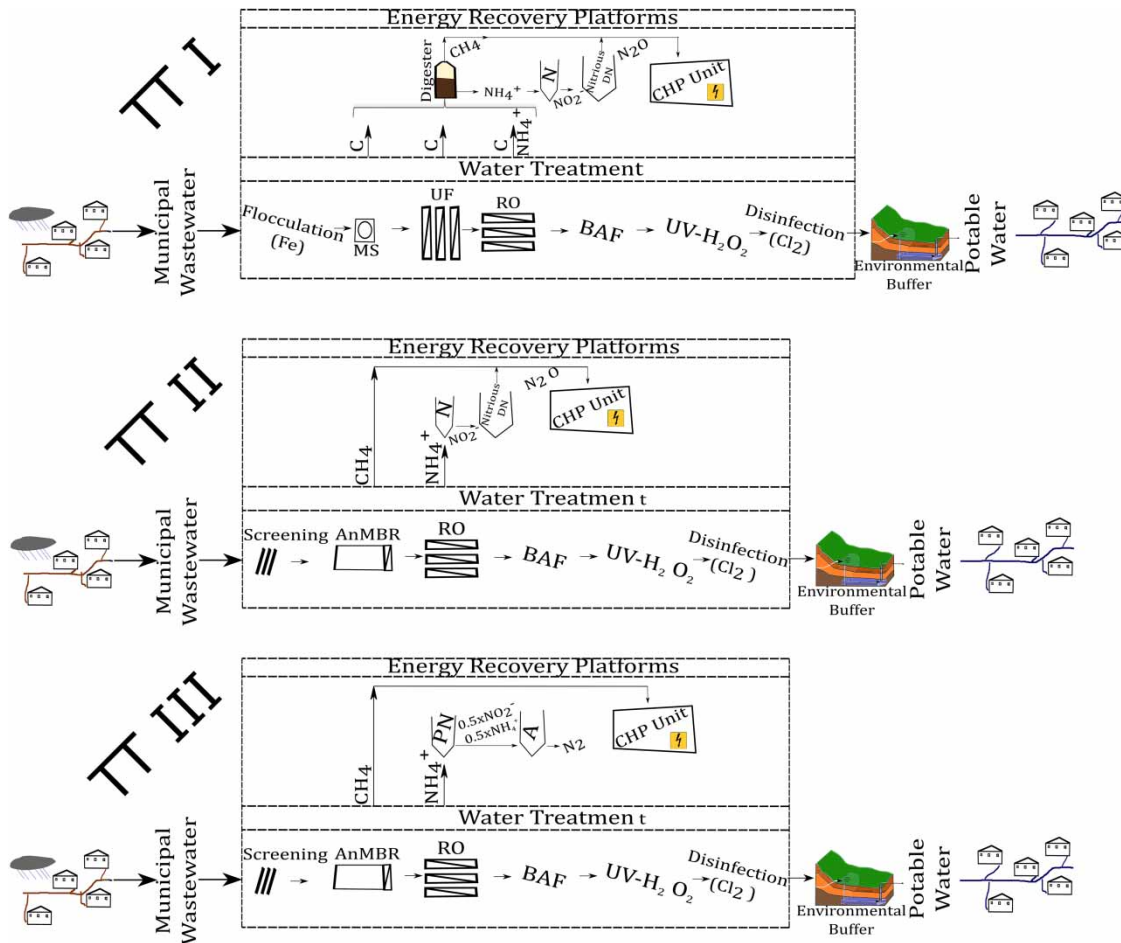 TT I
Energy Recovery Platforms
Digester
CH4
NH4+
N
NO2
Nitrious
DN
N2O
CHP Unit
C
C
C
NH4+
Water Treatment
Municipal
Wastewater
Flocculation
(Fe)
MS
UF
RO
BAF
UV-H2O2
Disinfection
(Cl2)
Environmental
Buffer
Potable
Water
TT II
Energy Recovery Platforms
CH4
NH4+
N
NO2-
Nitrious
DN
N2 O
CHP Unit
Water Treatmen t
Municipal
Wastewater
Screening
AnMBR
RO
BAF
UV-H2 O2
Disinfection
(Cl2 )
Environmental
Buffer
Potable
Water
TT III
Energy Recovery Platforms
CH4
NH4+
PN
0.5xNO2-
0.5xNH4+
A
N2
CHP Unit
Water Treatmen t
Municipal
Wastewater
Screening
AnMBR
RO
BAF
UV-H2 O2
Disinfection
(Cl2 )
Environmental
Buffer
Potable
Water